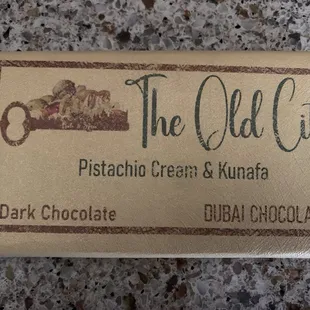 The Old Cit
Pistachio Cream & Kunafa
Dark Chocolate
DUBAI CHOCOLA